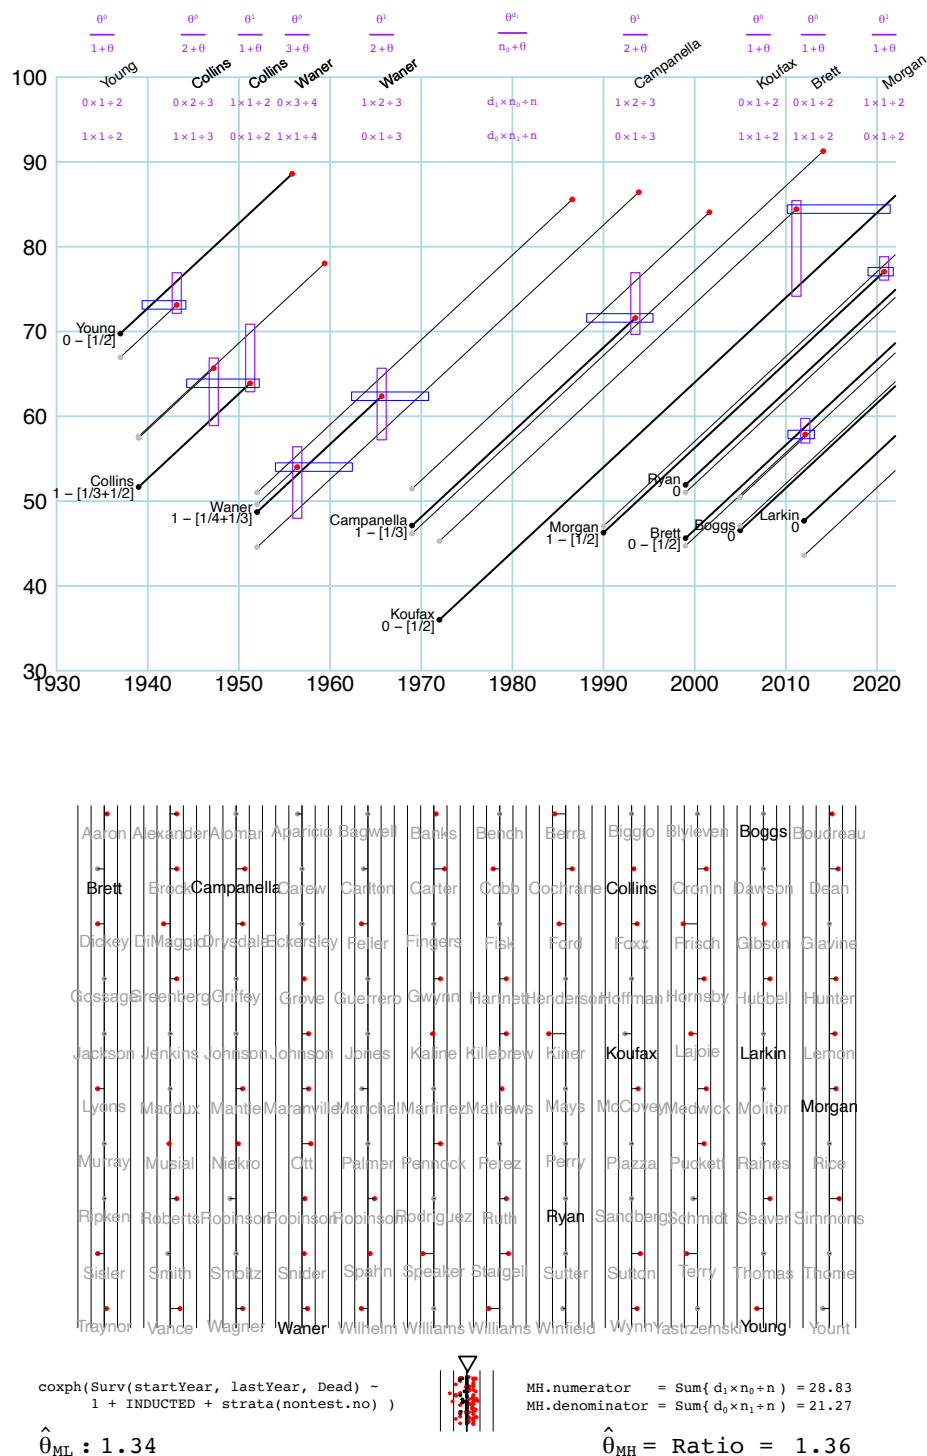 θ⁰ θ⁰ θ¹ θ⁰ θ¹ θ^d₁ θ¹ θ⁰ θ⁰ θ¹
1 + θ 2 + θ 1 + θ 3 + θ 2 + θ n₀ + θ 2 + θ 1 + θ 1 + θ 1 + θ
Young Collins Collins Waner Waner Campanella Koufax Brett Morgan
100
0 × 1 ÷ 2 0 × 2 ÷ 3 1 × 1 ÷ 2 0 × 3 ÷ 4 1 × 2 ÷ 3 d₁ × n₀ ÷ n 1 × 2 ÷ 3 0 × 1 ÷ 2 0 × 1 ÷ 2 1 × 1 ÷ 2
1 × 1 ÷ 2 1 × 1 ÷ 3 0 × 1 ÷ 2 1 × 1 ÷ 4 0 × 1 ÷ 3 d₀ × n₁ ÷ n 0 × 1 ÷ 3 1 × 1 ÷ 2 1 × 1 ÷ 2 0 × 1 ÷ 2
90
80
70
Young
0 − [1/2]
60
Collins
1 − [1/3+1/2]
Ryan
0
50
Waner
1 − [1/4+1/3]
Campanella
1 − [1/3]
Morgan
1 − [1/2]
Brett
0 − [1/2]
Boggs
0
Larkin
0
40
Koufax
0 − [1/2]
30
1930 1940 1950 1960 1970 1980 1990 2000 2010 2020
Aaron Alexander Alomar Aparicio Bagwell Banks Bench Berra Biggio Blyleven Boggs Boudreau
Brett Brock Campanella Carew Carlton Carter Cobb Cochrane Collins Cronin Dawson Dean
Dickey DiMaggio Drysdale Eckersley Feller Fingers Fisk Ford Foxx Frisch Gibson Glavine
Gossage Greenberg Griffey Grove Guerrero Gwynn Hartnett Henderson Hoffman Hornsby Hubbell Hunter
Jackson Jenkins Johnson Johnson Jones Kaline Killebrew Kiner Koufax Lajoie Larkin Lemon
Lyons Maddux Mantle Maranville Marichal Martinez Mathews Mays McCovey Medwick Molitor Morgan
Murray Musial Niekro Ott Palmer Pennock Perez Perry Piazza Puckett Raines Rice
Ripken Roberts Robinson Robinson Robinson Rodriguez Ruth Ryan Sandberg Schmidt Seaver Simmons
Sisler Smith Smoltz Snider Spahn Speaker Stargell Sutter Sutton Terry Thomas Thome
Traynor Vance Wagner Waner Wilhelm Williams Williams Winfield Wynn Yastrzemski Young Yount
coxph(Surv(startYear, lastYear, Dead) ~
1 + INDUCTED + strata(nontest.no) )
MH.numerator = Sum{ d₁×n₀÷n } = 28.83
MH.denominator = Sum{ d₀×n₁÷n } = 21.27
θ̂ML : 1.34
θ̂MH = Ratio = 1.36